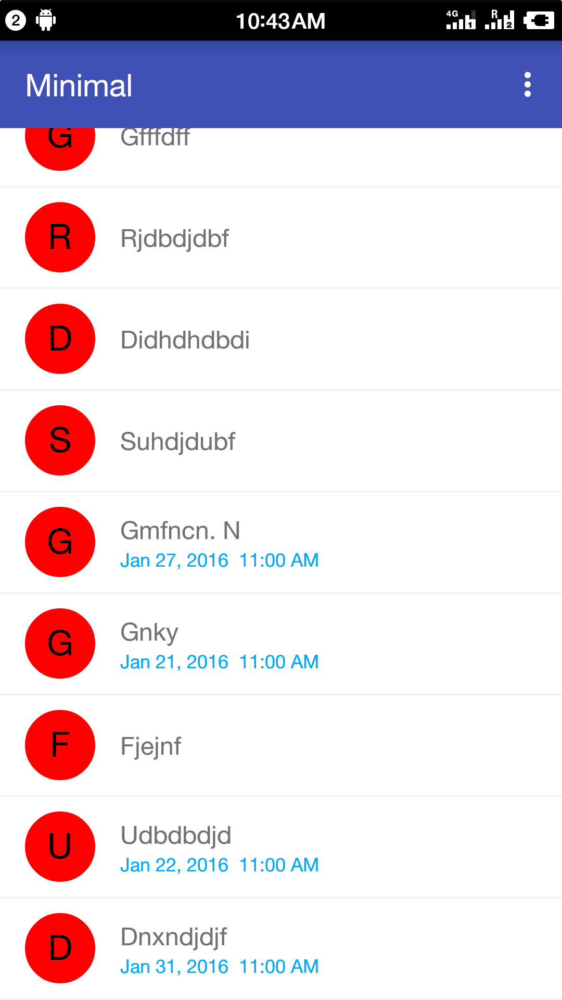 2 10:43AM 4G 1 R 2
Minimal
G Gfffdff
R Rjdbdjdbf
D Didhdhdbdi
S Suhdjdubf
G Gmfncn. N
Jan 27, 2016 11:00 AM
G Gnky
Jan 21, 2016 11:00 AM
F Fjejnf
U Udbdbdjd
Jan 22, 2016 11:00 AM
D Dnxndjdjf
Jan 31, 2016 11:00 AM